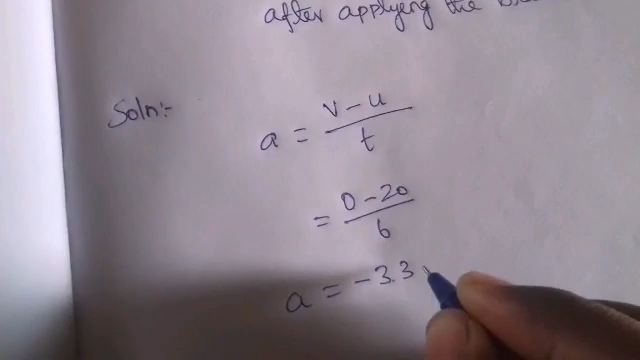 after applying the
Soln:-
a = v - u / t
= 0 - 20 / 6
a = -3.3